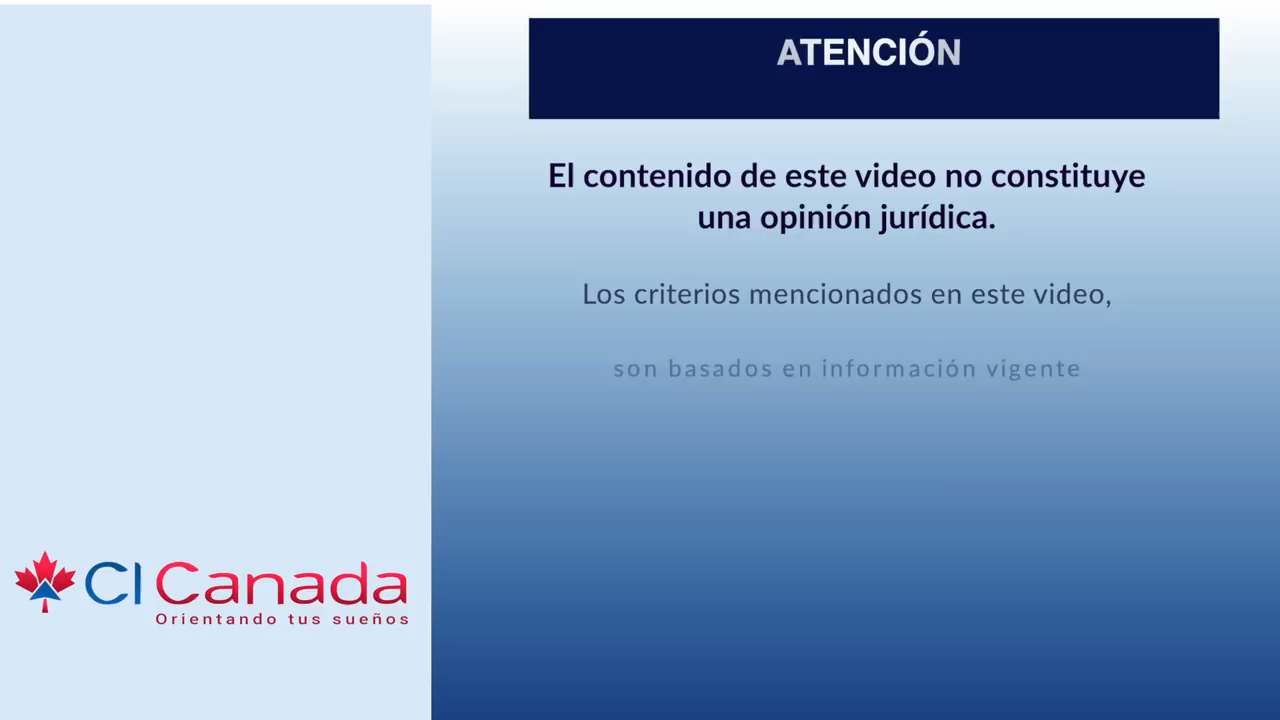 ATENCIÓN
El contenido de este video no constituye
una opinión jurídica.
Los criterios mencionados en este video,
son basados en información vigente
CI Canada
Orientando tus sueños